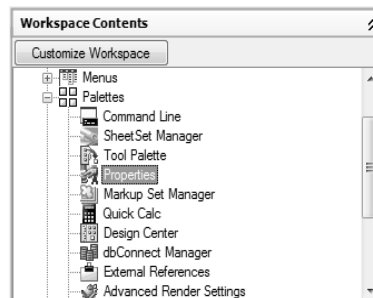 Workspace Contents
Customize Workspace
Menus
Palettes
Command Line
SheetSet Manager
Tool Palette
Properties
Markup Set Manager
Quick Calc
Design Center
dbConnect Manager
External References
Advanced Render Settings